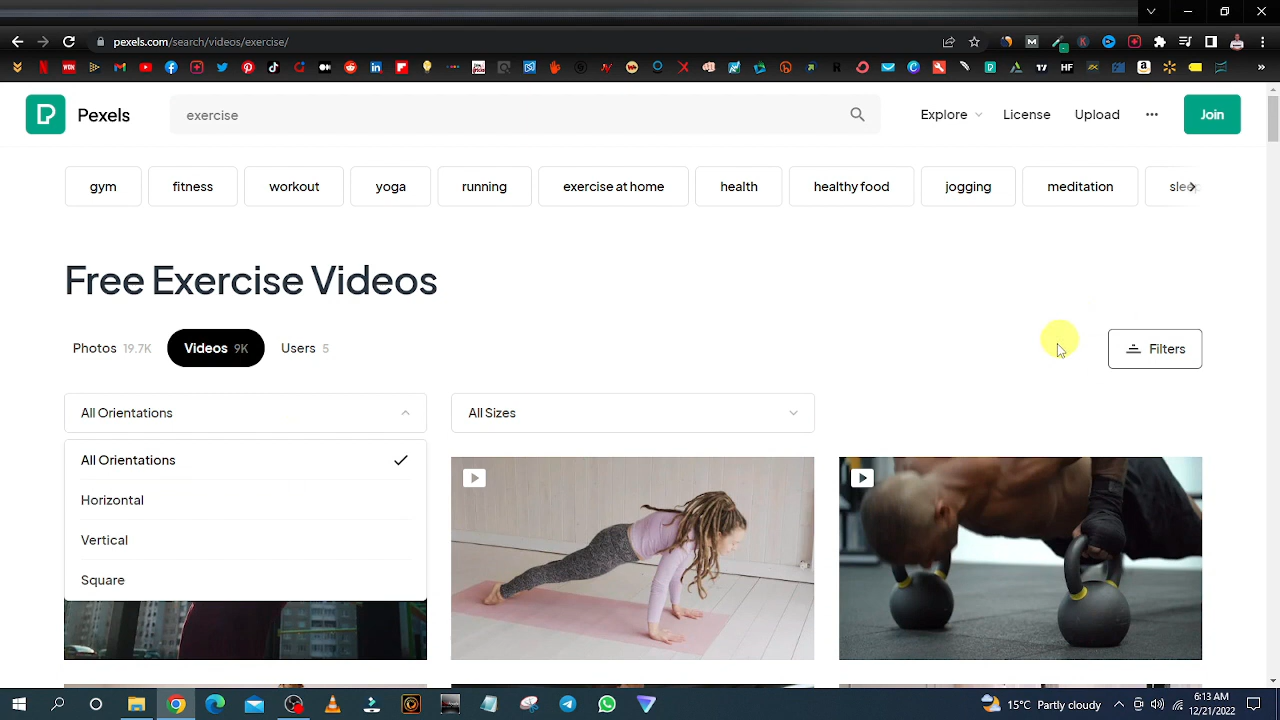 pexels.com/search/videos/exercise/
Pexels
exercise
Explore
License
Upload
Join
gym
fitness
workout
yoga
running
exercise at home
health
healthy food
jogging
meditation
Free Exercise Videos
Photos 19.7K
Videos 9K
Users 5
Filters
All Orientations
All Sizes
All Orientations
Horizontal
Vertical
Square
15°C Partly cloudy
6:13 AM
12/21/2022